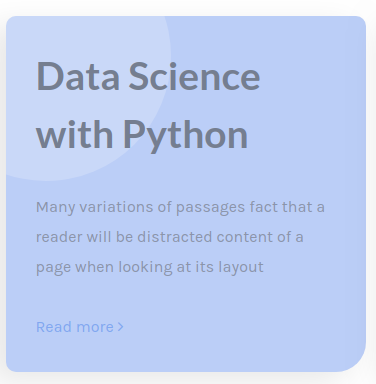 Data Science
with Python
Many variations of passages fact that a
reader will be distracted content of a
page when looking at its layout
Read more >